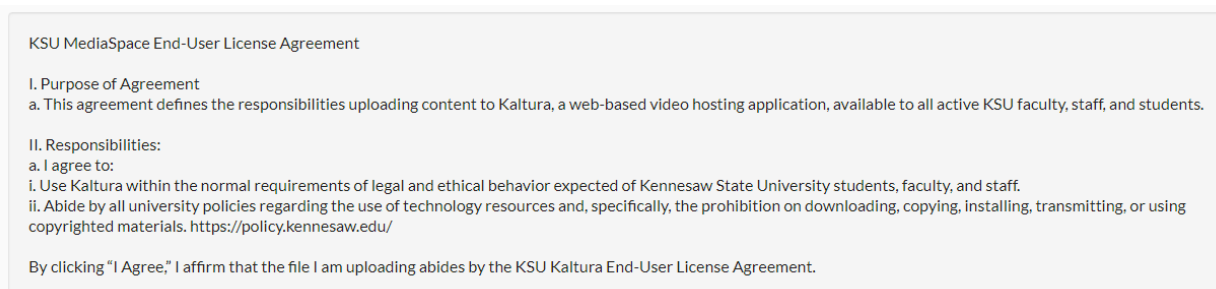 KSU MediaSpace End-User License Agreement
I. Purpose of Agreement
a. This agreement defines the responsibilities uploading content to Kaltura, a web-based video hosting application, available to all active KSU faculty, staff, and students.
II. Responsibilities:
a. I agree to:
i. Use Kaltura within the normal requirements of legal and ethical behavior expected of Kennesaw State University students, faculty, and staff.
ii. Abide by all university policies regarding the use of technology resources and, specifically, the prohibition on downloading, copying, installing, transmitting, or using
copyrighted materials. https://policy.kennesaw.edu/
By clicking “I Agree,” I affirm that the file I am uploading abides by the KSU Kaltura End-User License Agreement.